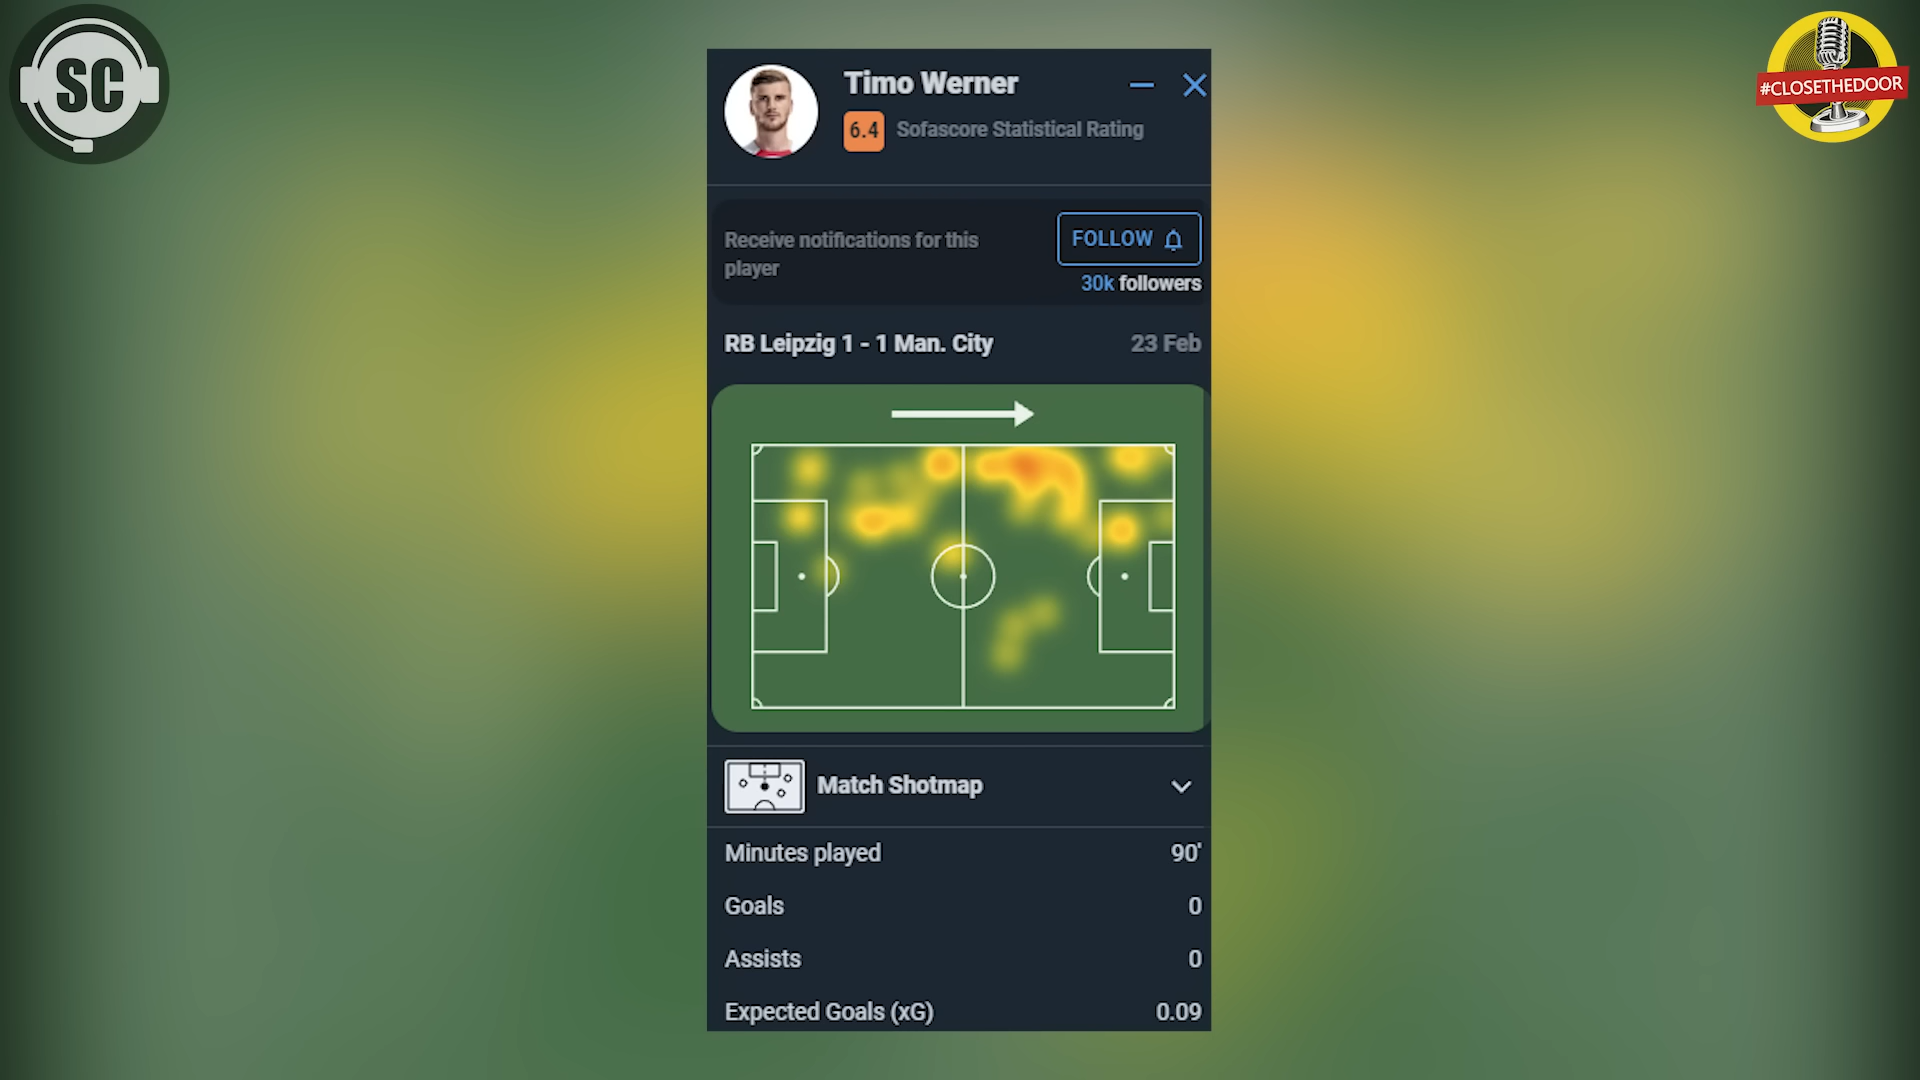 SC
#CLOSETHEDOOR
Timo Werner
6.4 Sofascore Statistical Rating
Receive notifications for this
player
FOLLOW
30k followers
RB Leipzig 1 - 1 Man. City 23 Feb
Match Shotmap
Minutes played 90'
Goals 0
Assists 0
Expected Goals (xG) 0.09